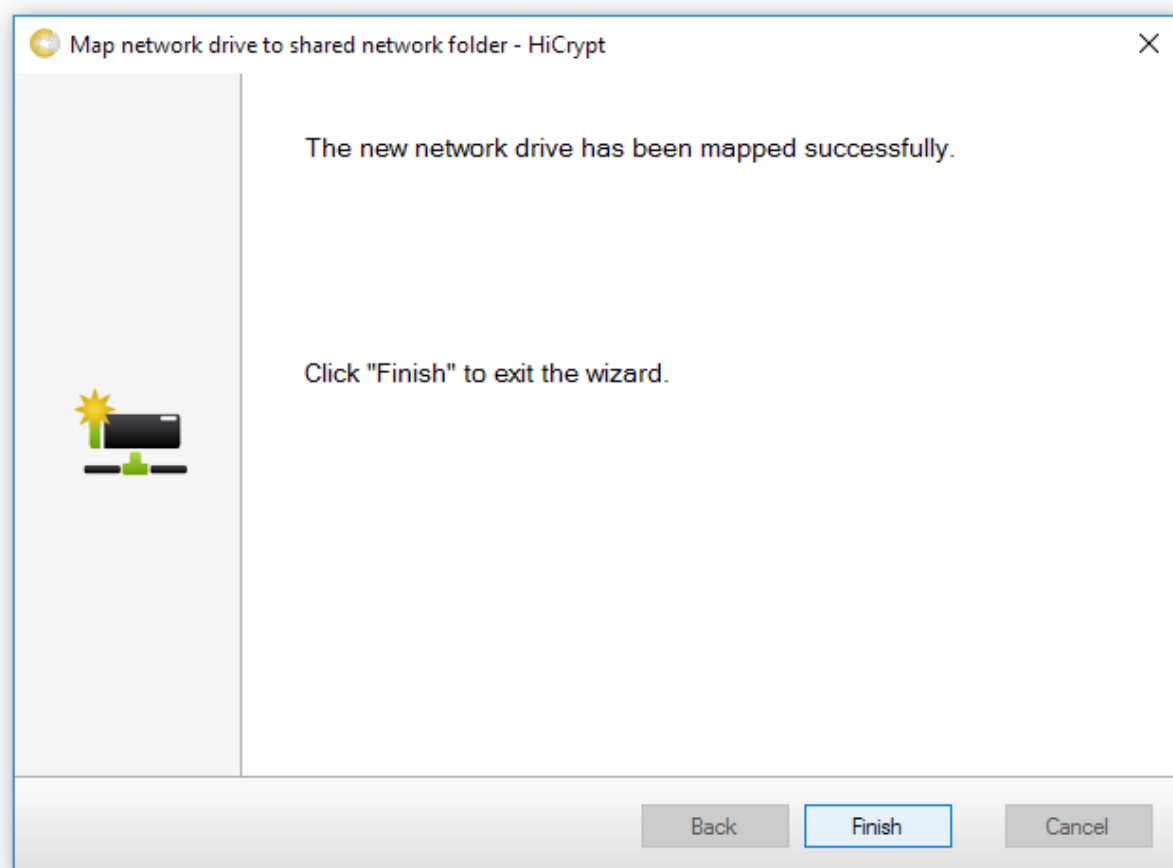 Map network drive to shared network folder - HiCrypt
The new network drive has been mapped successfully.
Click "Finish" to exit the wizard.
Back
Finish
Cancel